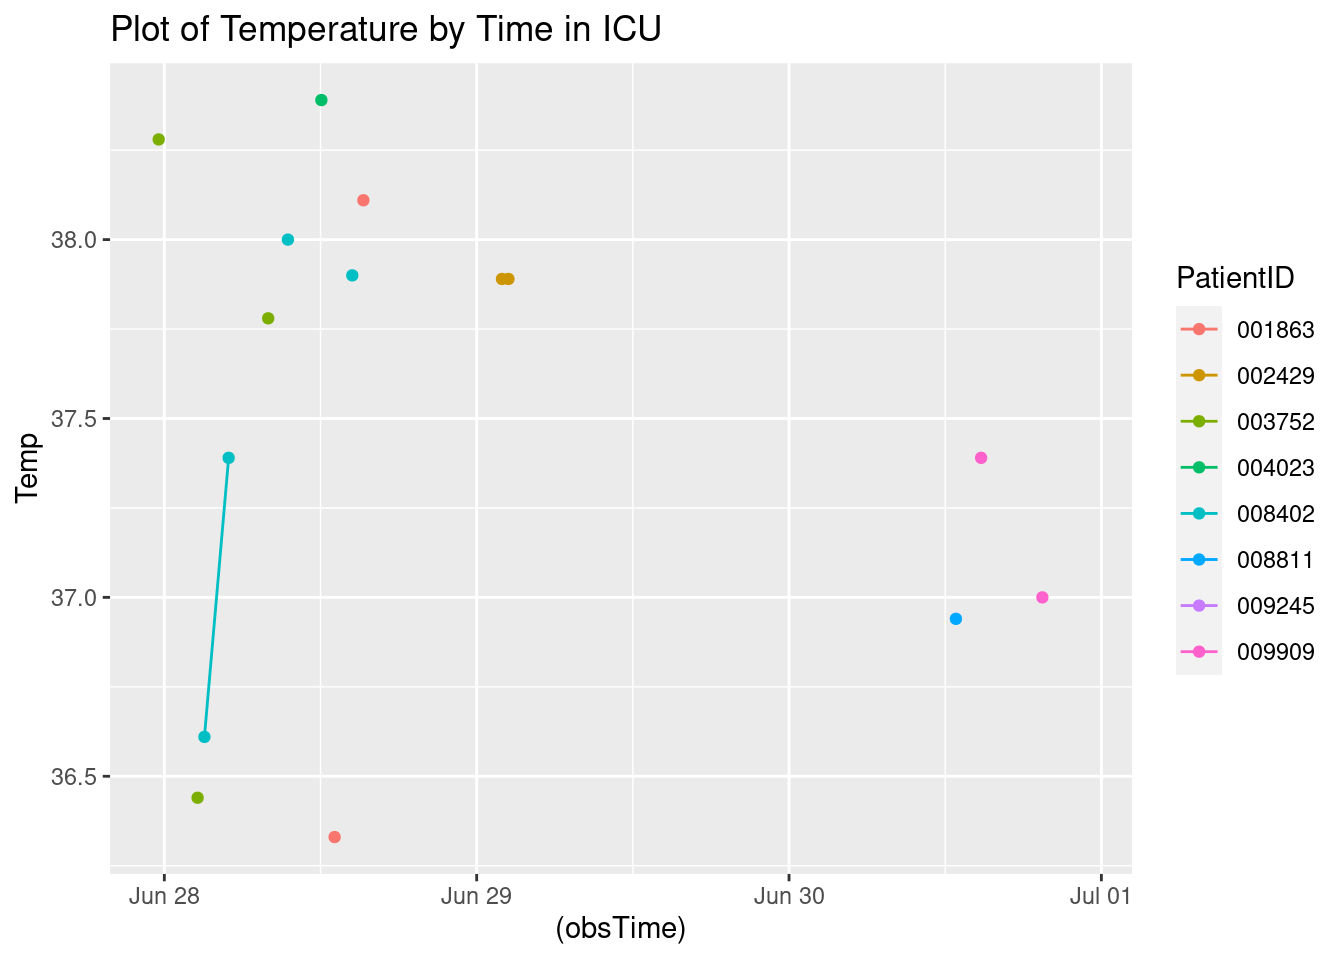 Plot of Temperature by Time in ICU
38.0
37.5
37.0
36.5
Temp
Jun 28 Jun 29 Jun 30 Jul 01
(obsTime)
PatientID
001863
002429
003752
004023
008402
008811
009245
009909